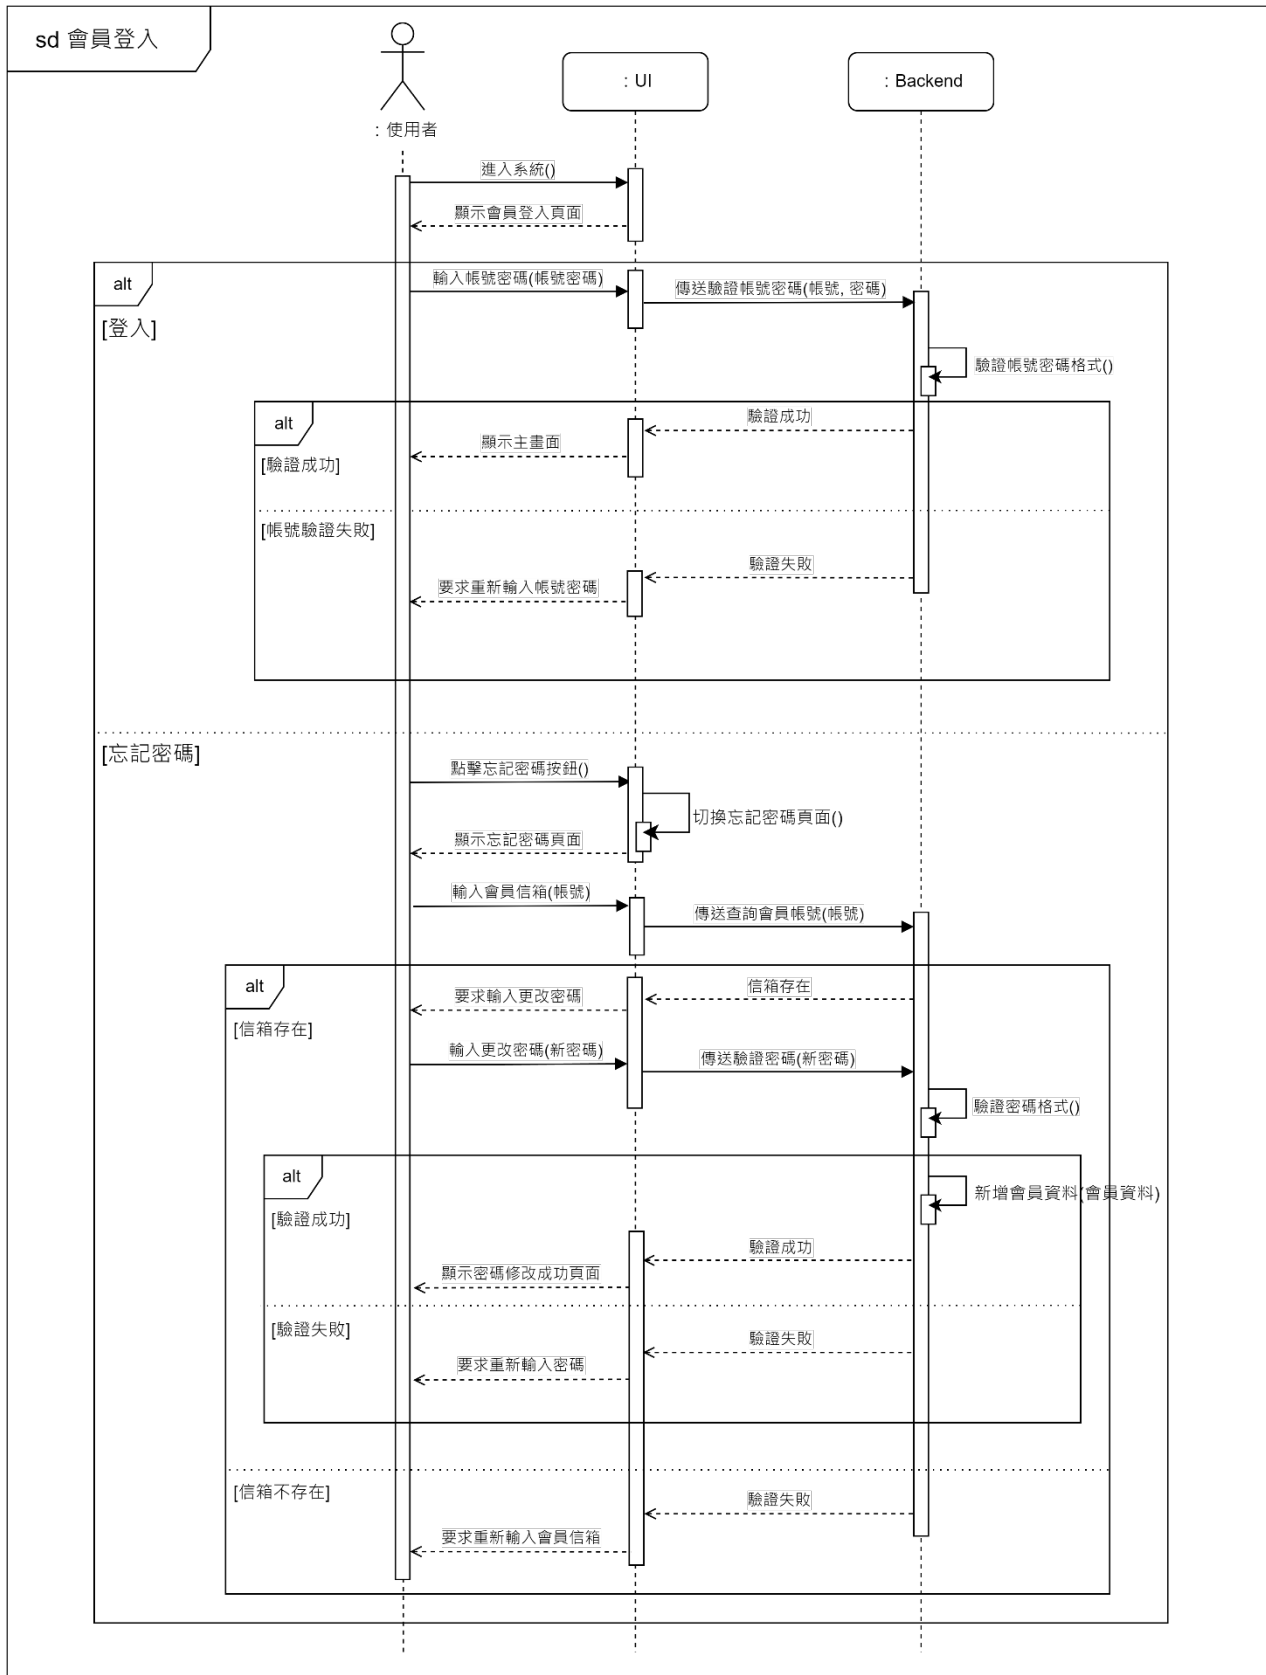 sd 會員登入
: 使用者
: UI
: Backend
進入系統()
顯示會員登入頁面
alt
[登入]
輸入帳號密碼(帳號密碼)
傳送驗證帳號密碼(帳號, 密碼)
驗證帳號密碼格式()
alt
[驗證成功]
驗證成功
顯示主畫面
[帳號驗證失敗]
驗證失敗
要求重新輸入帳號密碼
[忘記密碼]
點擊忘記密碼按鈕()
切換忘記密碼頁面()
顯示忘記密碼頁面
輸入會員信箱(帳號)
傳送查詢會員帳號(帳號)
alt
[信箱存在]
信箱存在
要求輸入更改密碼
輸入更改密碼(新密碼)
傳送驗證密碼(新密碼)
驗證密碼格式()
alt
[驗證成功]
新增會員資料(會員資料)
驗證成功
顯示密碼修改成功頁面
[驗證失敗]
驗證失敗
要求重新輸入密碼
[信箱不存在]
驗證失敗
要求重新輸入會員信箱